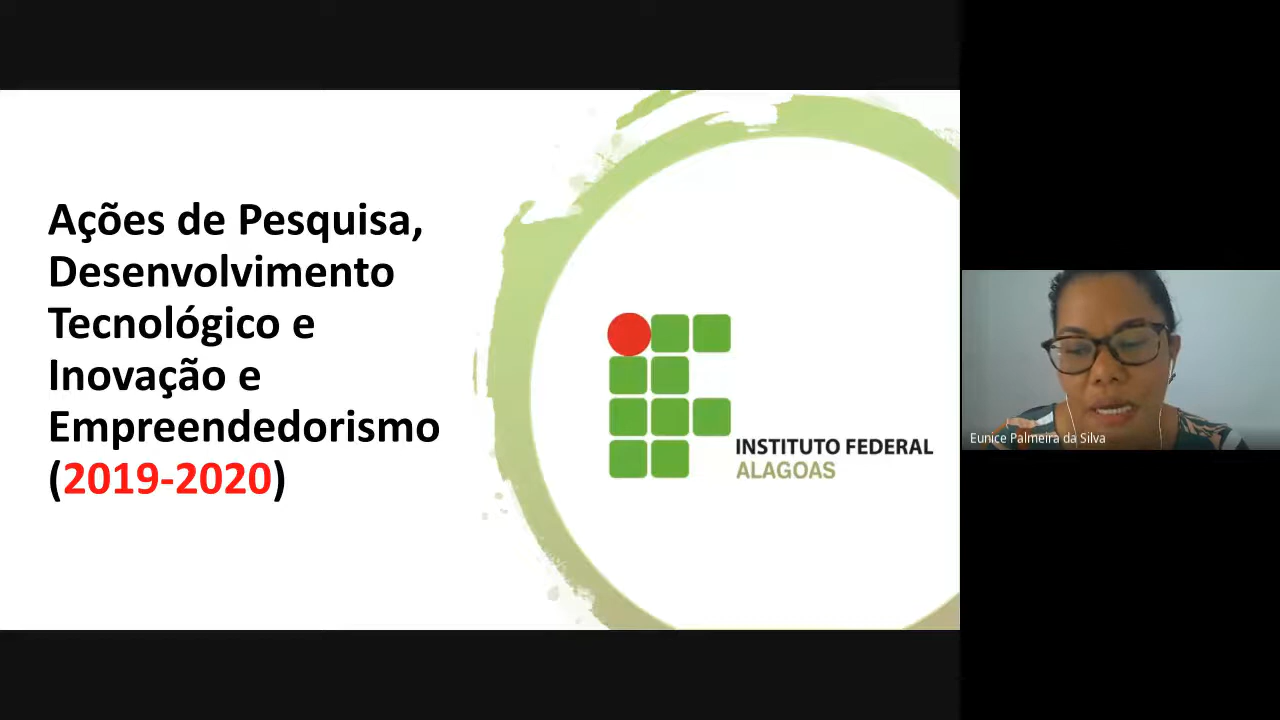 Ações de Pesquisa,
Desenvolvimento
Tecnológico e
Inovação e
Empreendedorismo
(2019-2020)
INSTITUTO FEDERAL
ALAGOAS
Eunice Palmeira da Silva